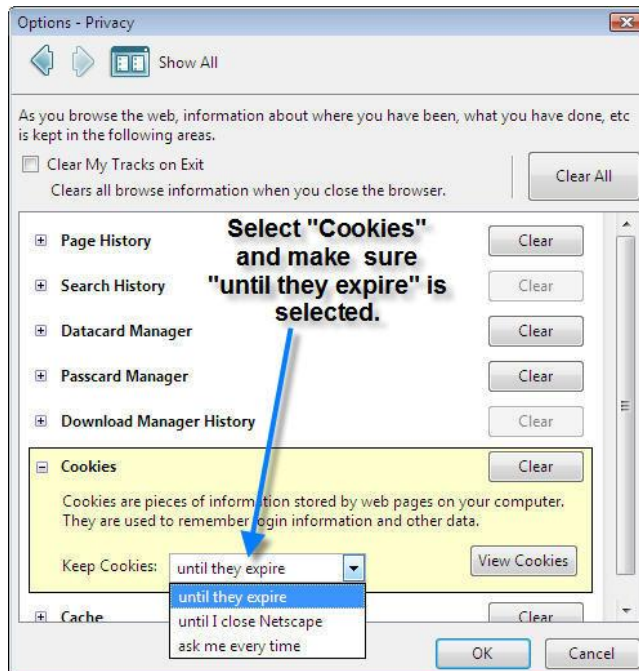 Options - Privacy
Show All
As you browse the web, information about where you have been, what you have done, etc
is kept in the following areas.
Clear My Tracks on Exit
Clears all browse information when you close the browser.
Clear All
Select "Cookies"
and make sure
"until they expire" is
selected.
Page History
Clear
Search History
Clear
Datacard Manager
Clear
Passcard Manager
Clear
Download Manager History
Clear
Cookies
Clear
Cookies are pieces of information stored by web pages on your computer.
They are used to remember login information and other data.
Keep Cookies:
until they expire
View Cookies
until they expire
until I close Netscape
ask me every time
Cache
Clear
OK
Cancel